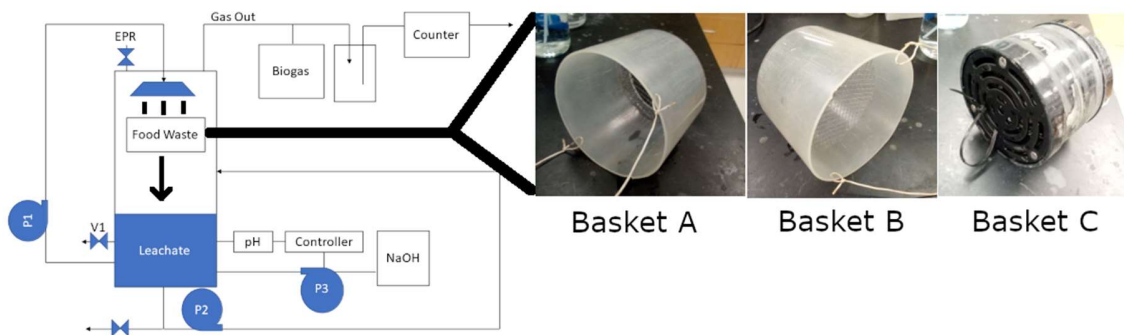 Gas Out
EPR
Counter
Biogas
Food Waste
P1
V1
Leachate
pH
Controller
NaOH
P3
P2
Basket A
Basket B
Basket C